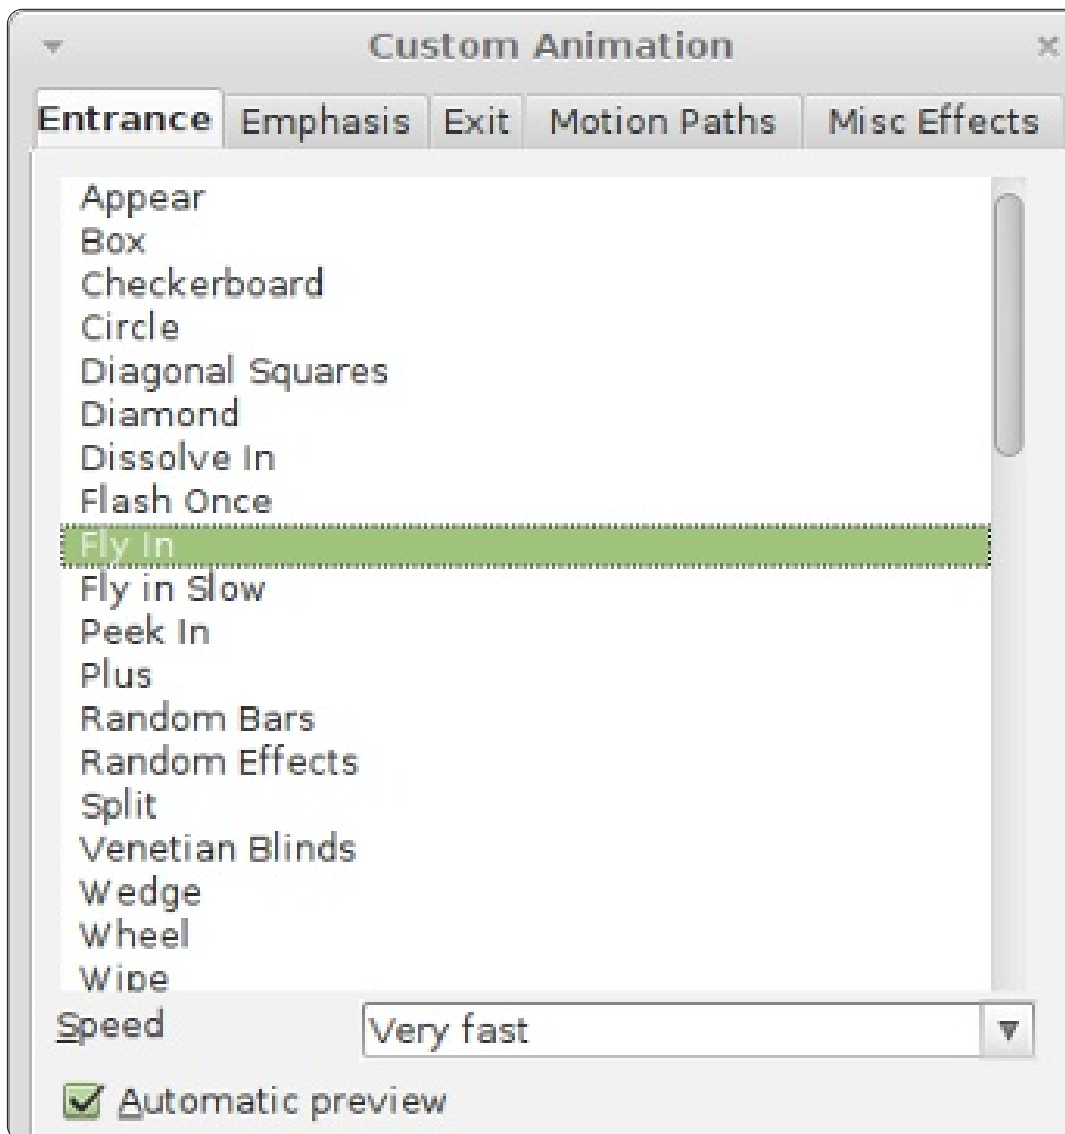 Custom Animation
Entrance Emphasis Exit Motion Paths Misc Effects
Appear
Box
Checkerboard
Circle
Diagonal Squares
Diamond
Dissolve In
Flash Once
Fly In
Fly in Slow
Peek In
Plus
Random Bars
Random Effects
Split
Venetian Blinds
Wedge
Wheel
Wipe
Speed Very fast
Automatic preview